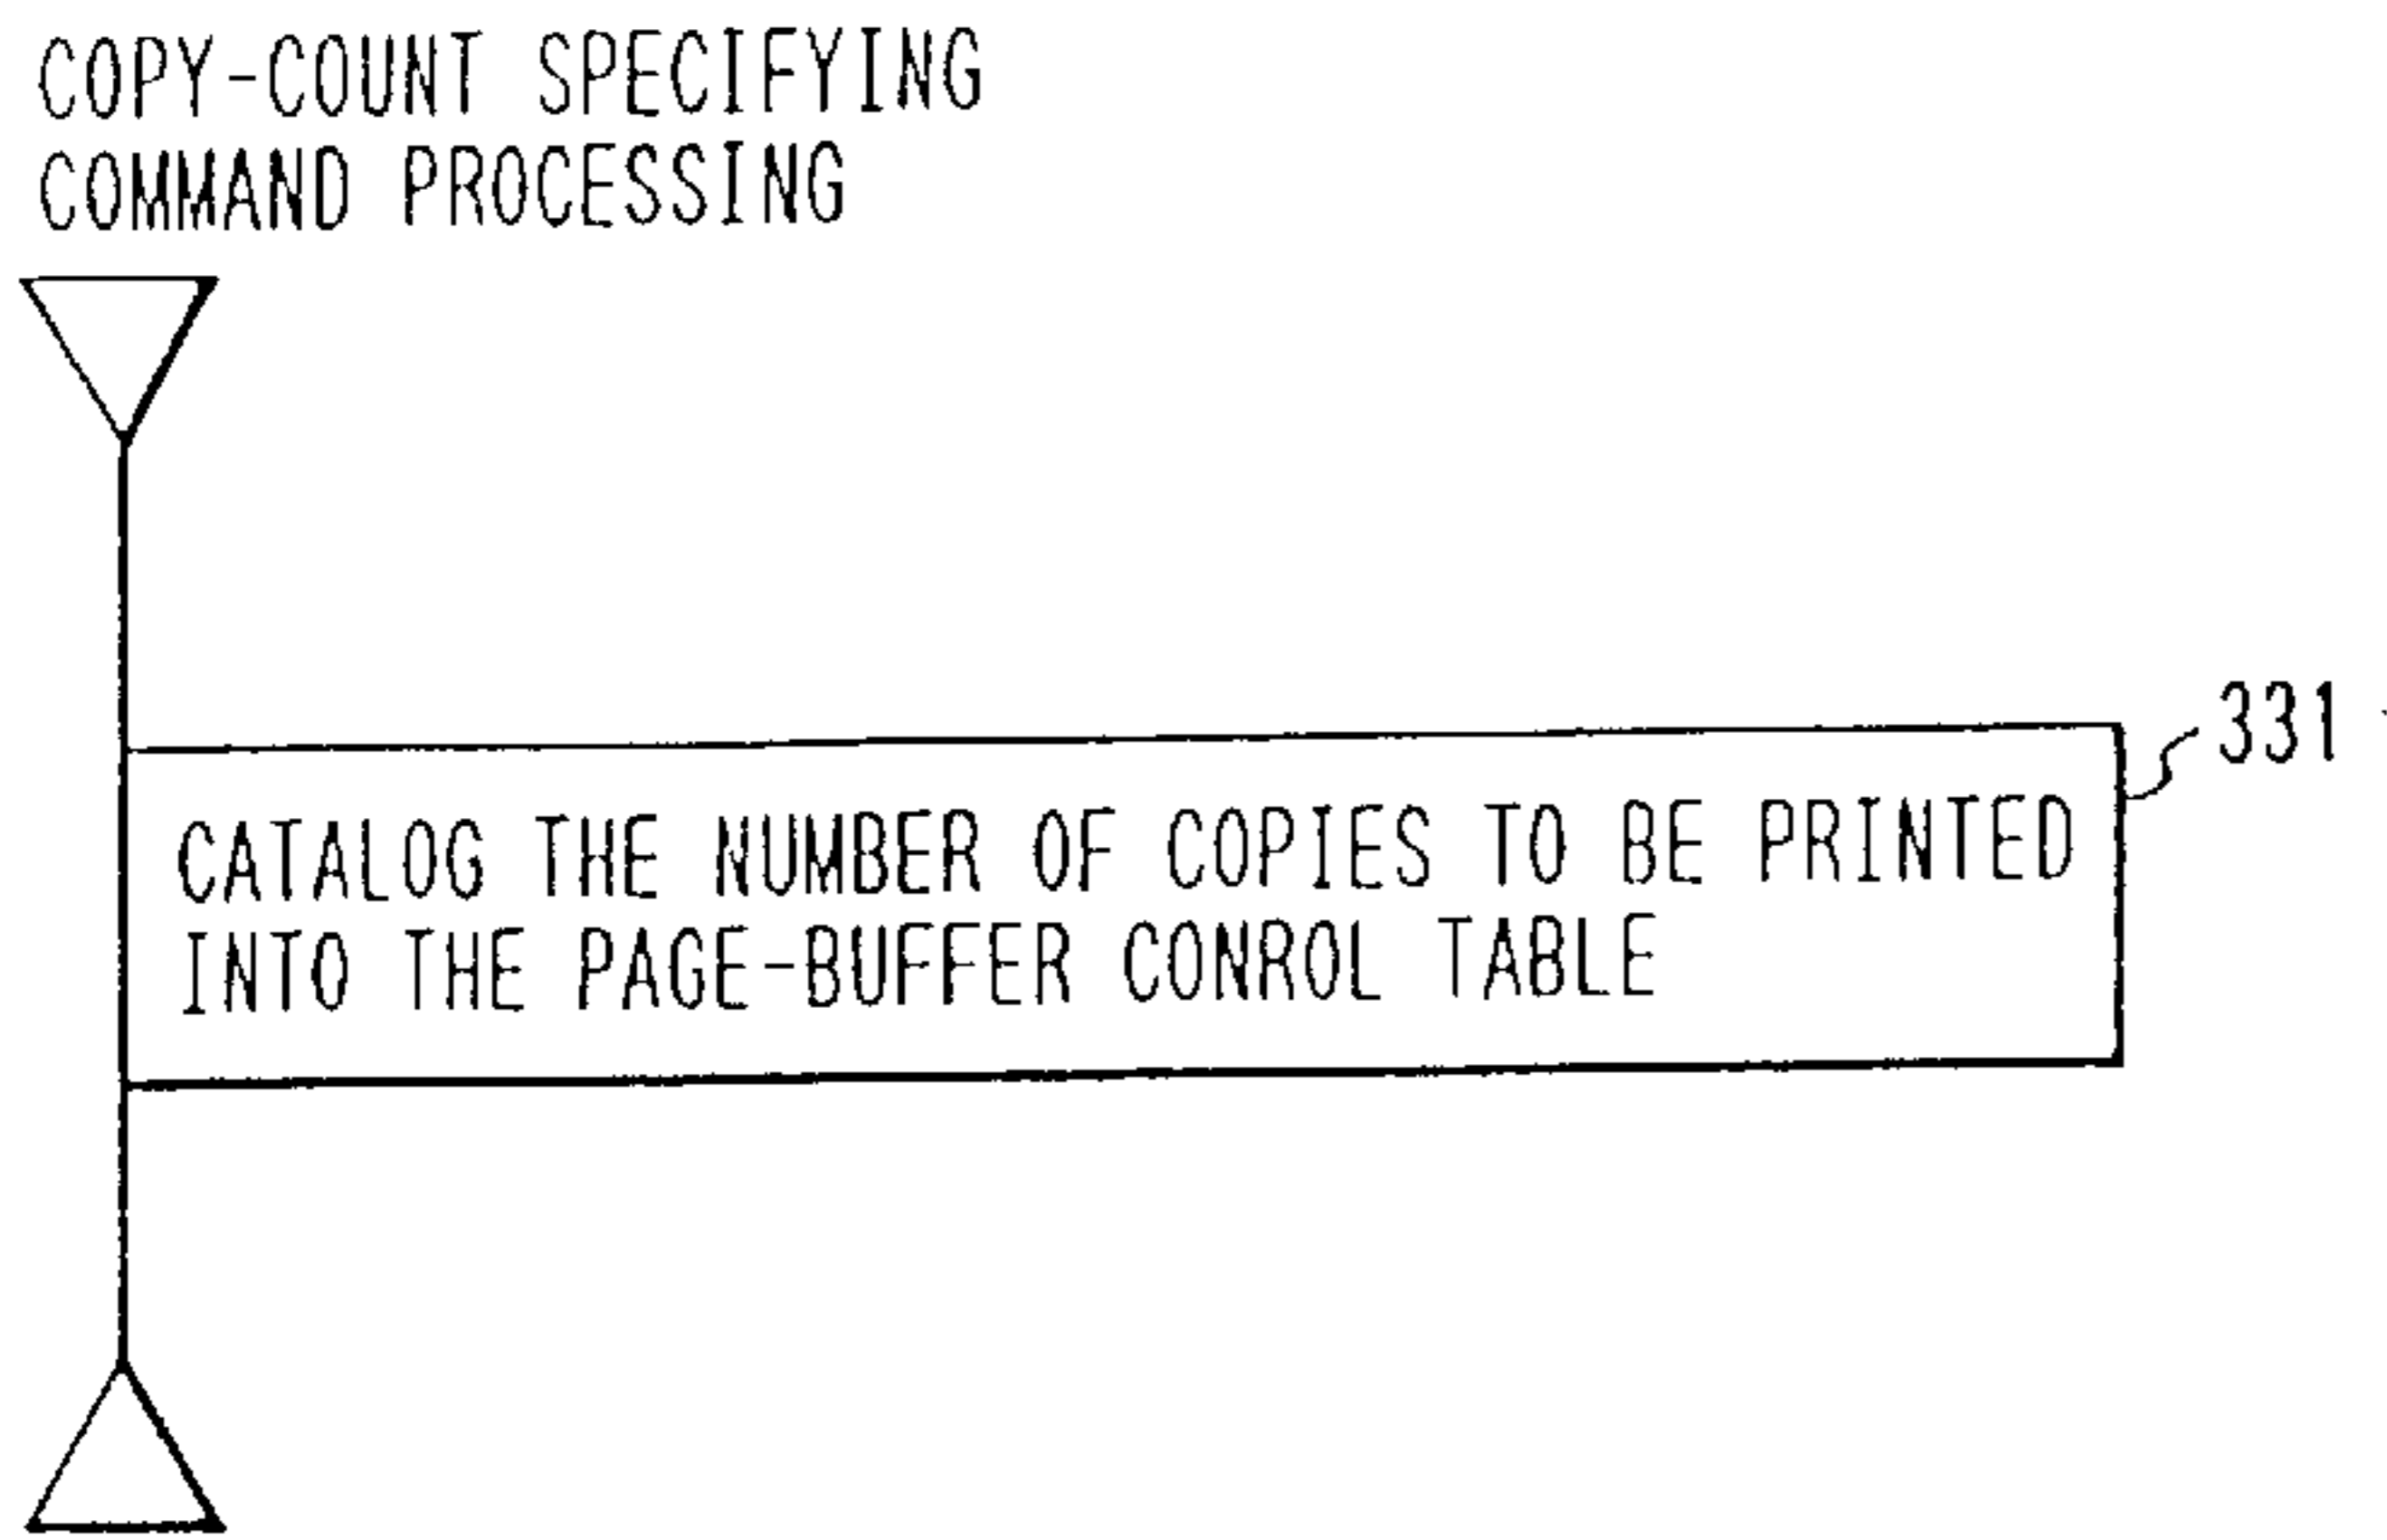 COPY-COUNT SPECIFYING
COMMAND PROCESSING
331
CATALOG THE NUMBER OF COPIES TO BE PRINTED
INTO THE PAGE-BUFFER CONROL TABLE